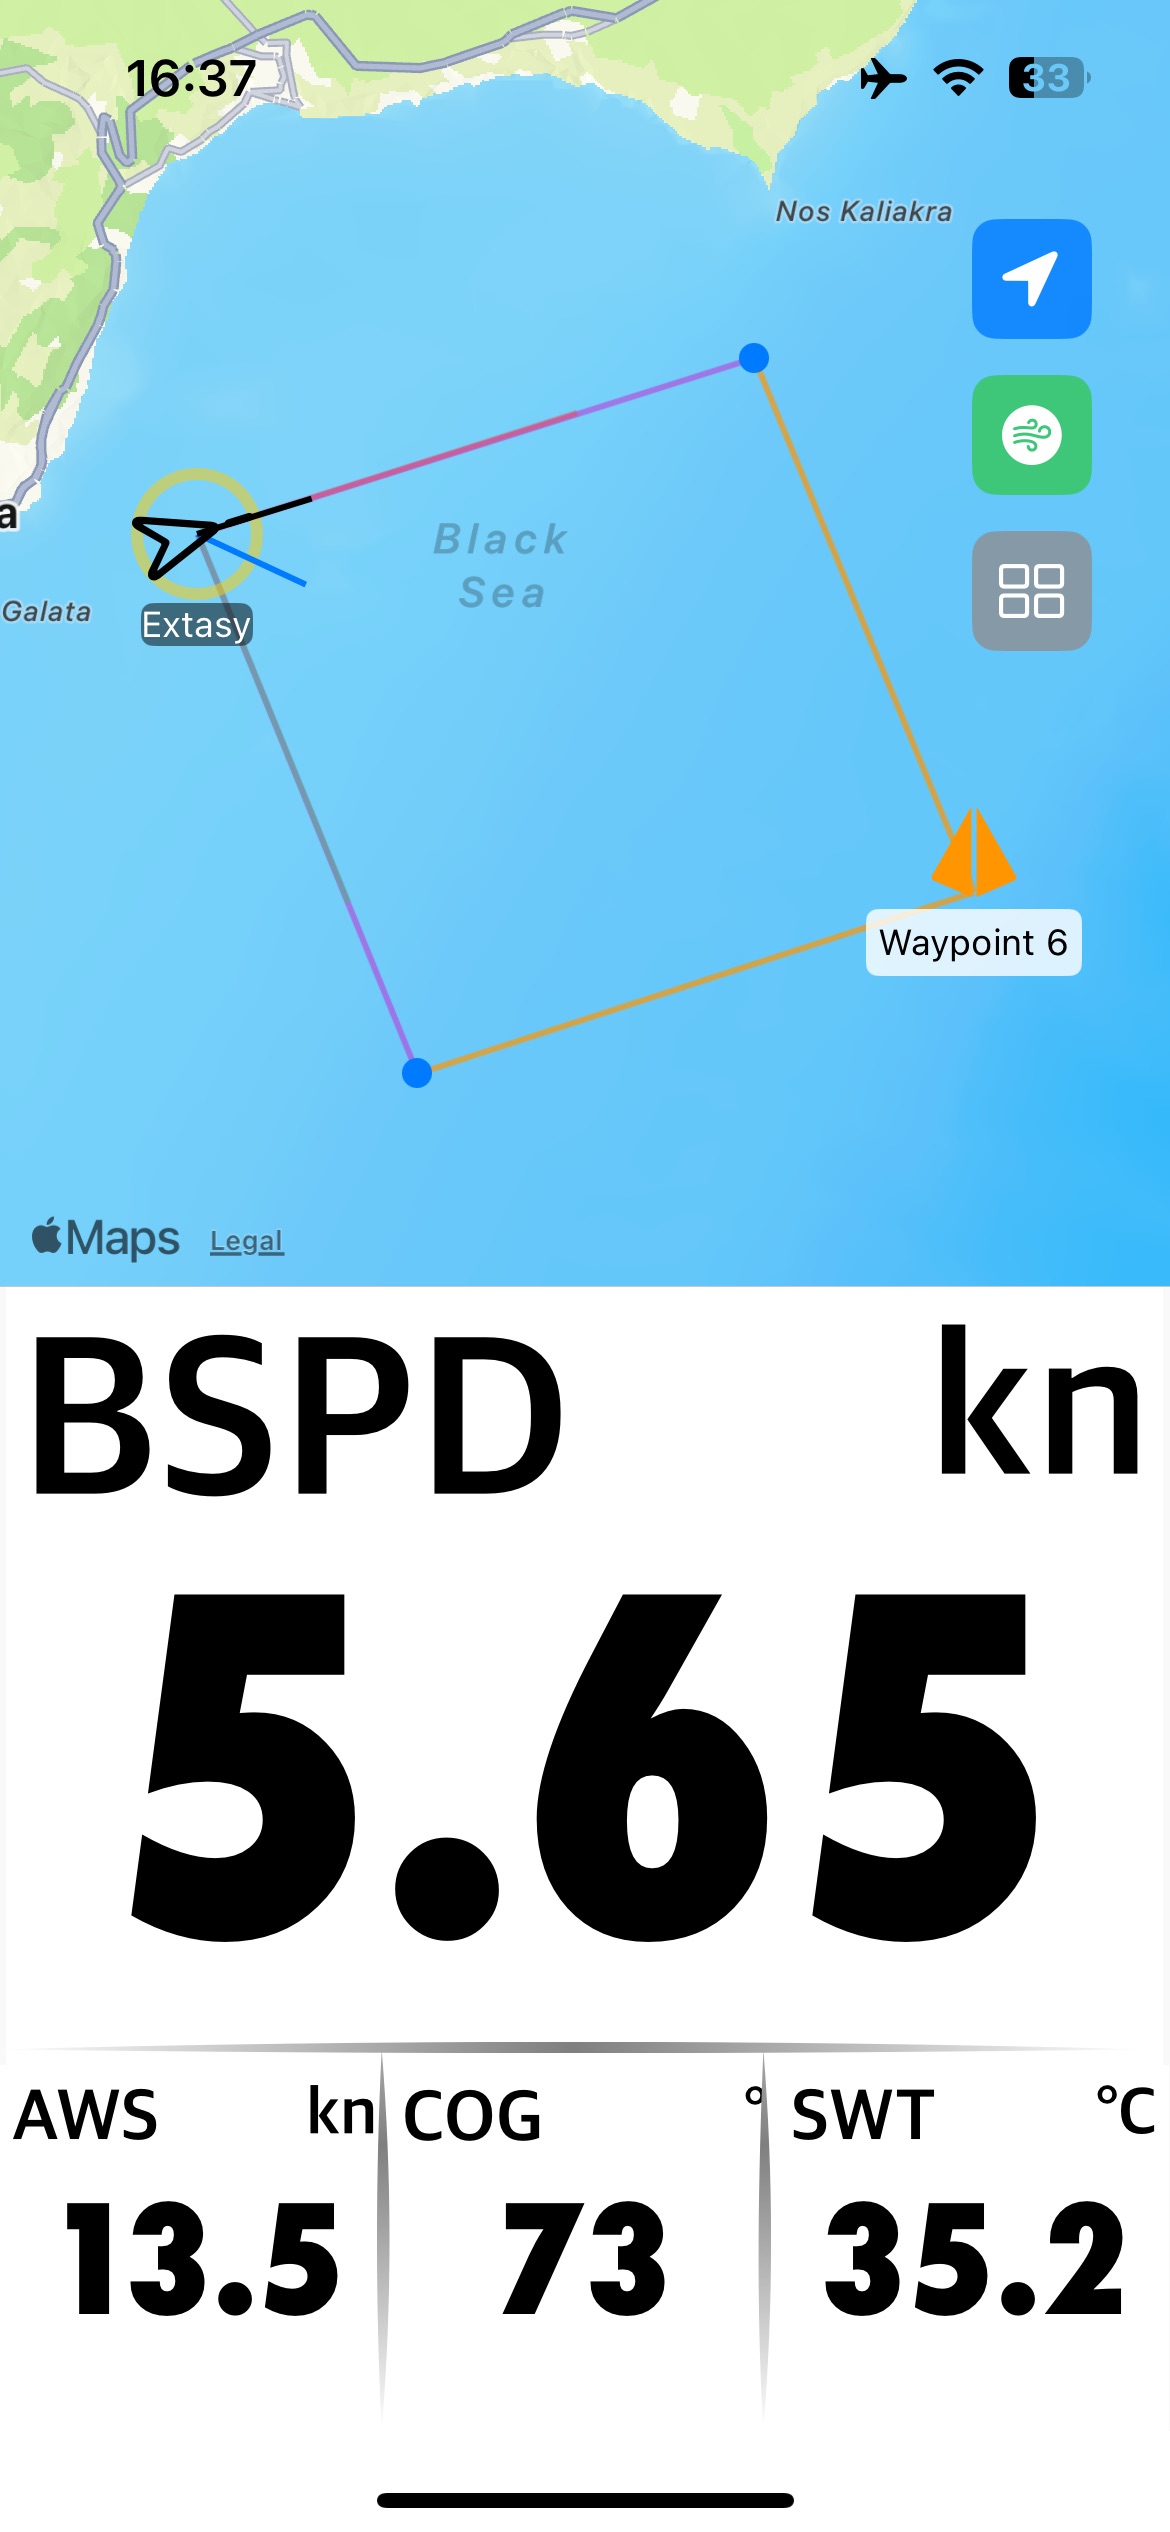 16:37
33
Nos Kaliakra
a
Black
Sea
Galata
Extasy
Waypoint 6
Maps Legal
BSPD kn
5.65
AWS kn COG ° SWT °C
13.5 73 35.2